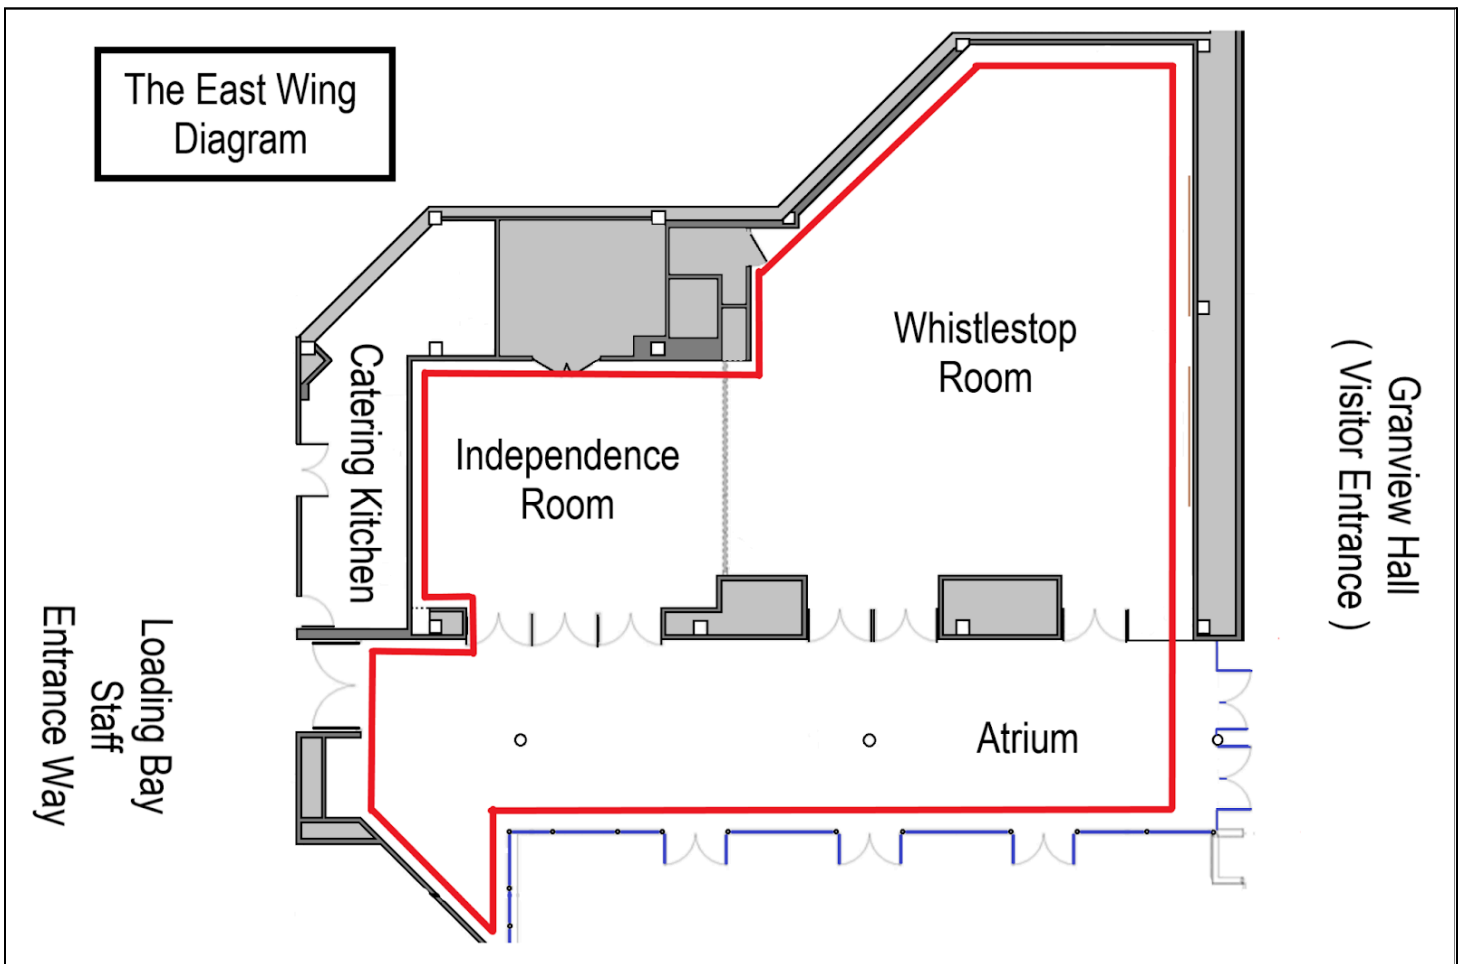 The East Wing
Diagram
Whistlestop
Room
Independence
Room
Catering Kitchen
Atrium
Granview Hall
( Visitor Entrance )
Loading Bay
Staff
Entrance Way